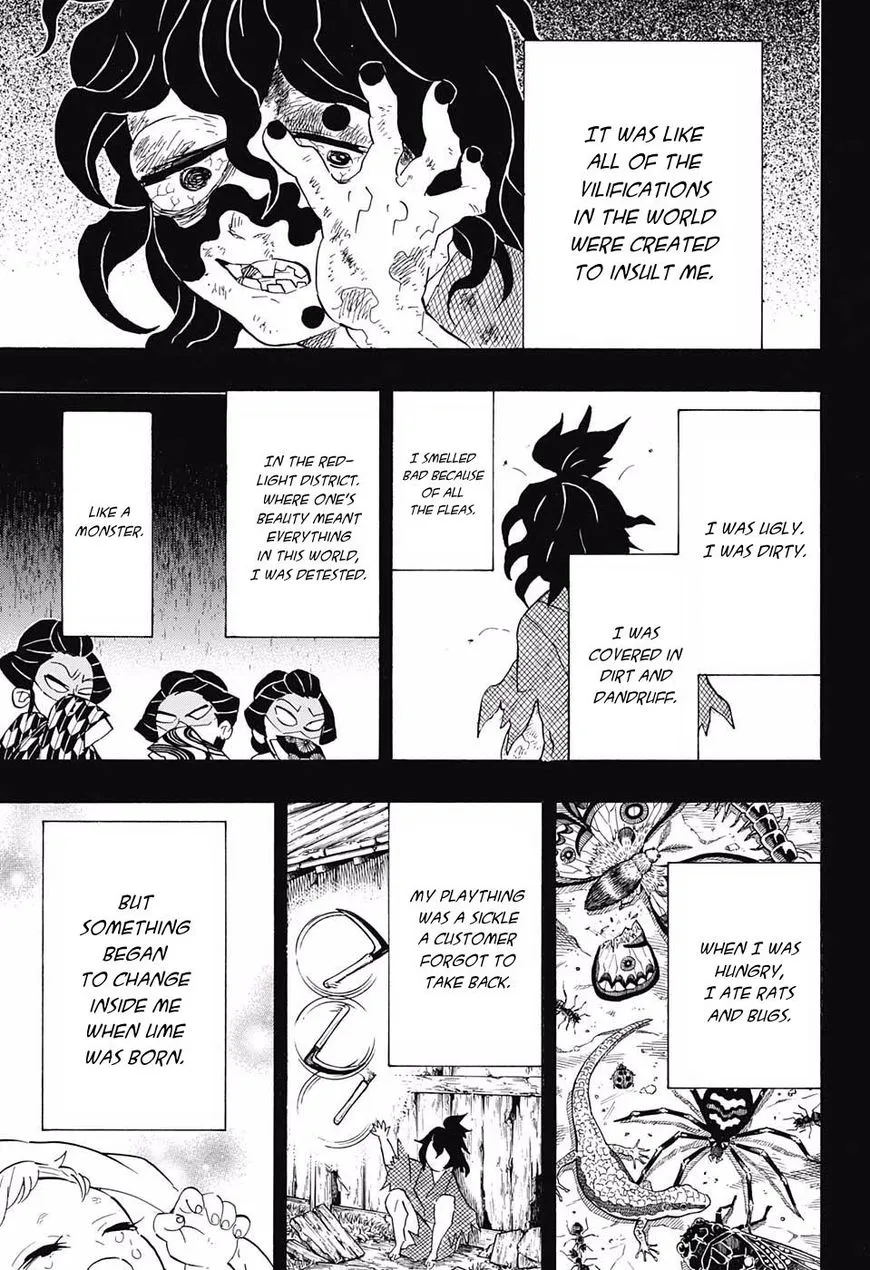 IT WAS LIKE
ALL OF THE
VILIFICATIONS
IN THE WORLD
WERE CREATED
TO INSULT ME.
I WAS UGLY.
I WAS DIRTY.
I WAS
COVERED IN
DIRT AND
DANDRUFF.
I SMELLED
BAD BECAUSE
OF ALL
THE FLEAS.
IN THE RED-
LIGHT DISTRICT.
WHERE ONE'S
BEAUTY MEANT
EVERYTHING
IN THIS WORLD,
I WAS DETESTED.
LIKE A
MONSTER.
WHEN I WAS
HUNGRY,
I ATE RATS
AND BUGS.
MY PLAYTHING
WAS A SICKLE
A CUSTOMER
FORGOT TO
TAKE BACK.
BUT
SOMETHING
BEGAN
TO CHANGE
INSIDE ME
WHEN UME
WAS BORN.